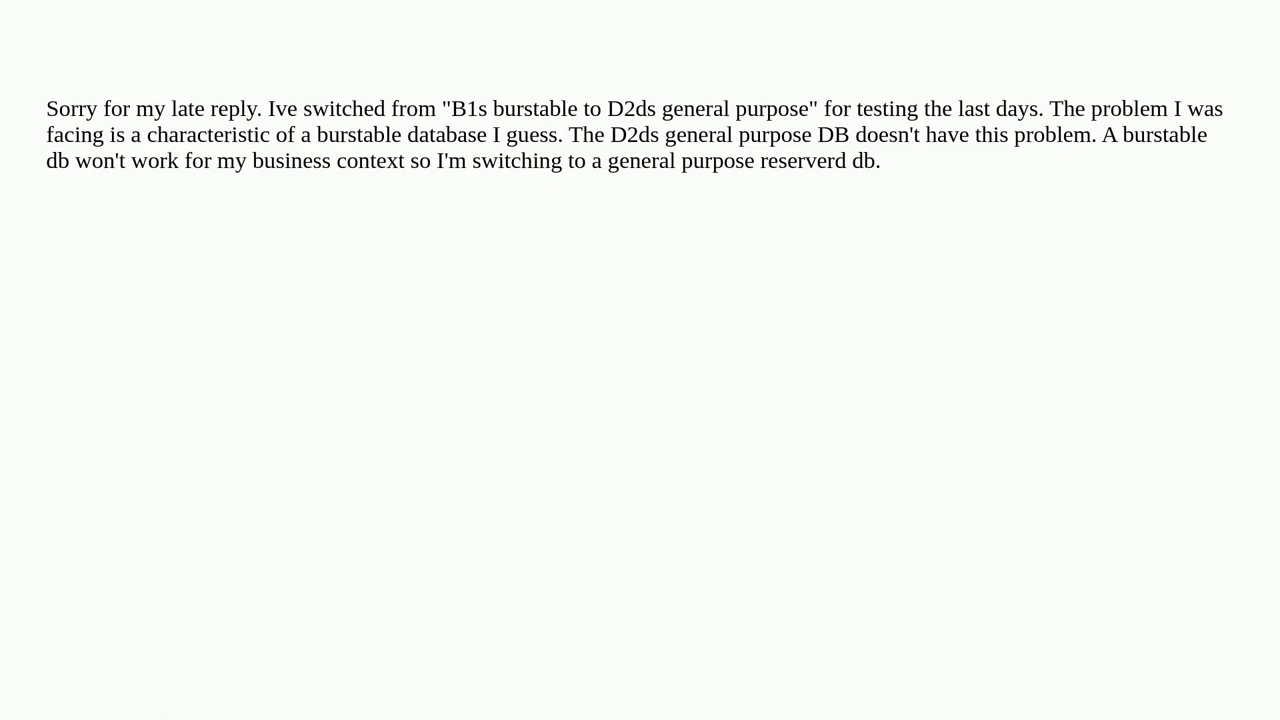 Sorry for my late reply. Ive switched from "B1s burstable to D2ds general purpose" for testing the last days. The problem I was
facing is a characteristic of a burstable database I guess. The D2ds general purpose DB doesn't have this problem. A burstable
db won't work for my business context so I'm switching to a general purpose reserverd db.